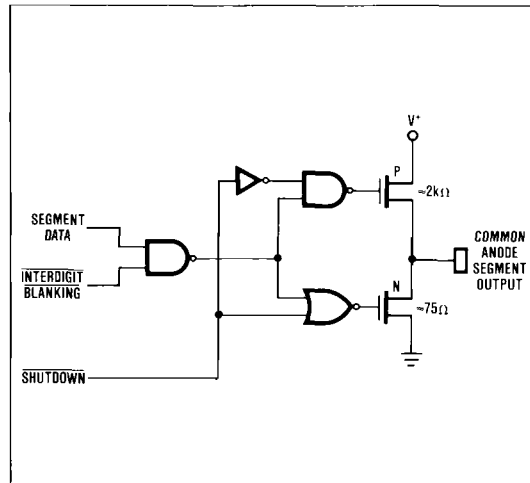 V⁺
P
≈2kΩ
SEGMENT
DATA
COMMON
ANODE
SEGMENT
OUTPUT
INTERDIGIT
BLANKING
N
≈75Ω
SHUTDOWN